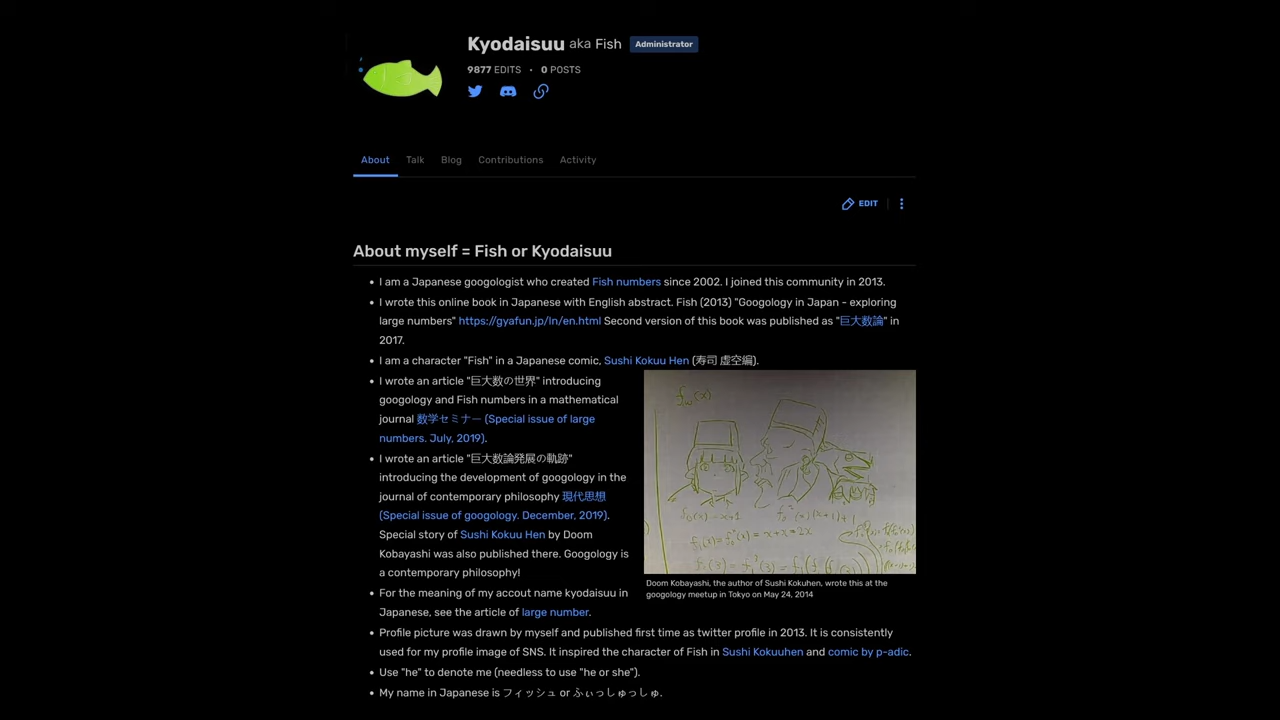 Kyodaisuu aka Fish Administrator
9877 EDITS • 0 POSTS
About Talk Blog Contributions Activity
EDIT
About myself = Fish or Kyodaisuu
I am a Japanese googologist who created Fish numbers since 2002. I joined this community in 2013.
I wrote this online book in Japanese with English abstract. Fish (2013) "Googology in Japan - exploring
large numbers" https://gyafun.jp/ln/en.html Second version of this book was published as "巨大数論" in
2017.
I am a character "Fish" in a Japanese comic, Sushi Kokuu Hen (寿司 虚空編).
I wrote an article "巨大数の世界" introducing
googology and Fish numbers in a mathematical
journal 数学セミナー (Special issue of large
numbers. July, 2019).
I wrote an article "巨大数論発展の軌跡"
introducing the development of googology in the
journal of contemporary philosophy 現代思想
(Special issue of googology. December, 2019).
Special story of Sushi Kokuu Hen by Doom
Kobayashi was also published there. Googology is
a contemporary philosophy!
For the meaning of my accout name kyodaisuu in
Japanese, see the article of large number.
Doom Kobayashi, the author of Sushi Kokuhen, wrote this at the
googology meetup in Tokyo on May 24, 2014
Profile picture was drawn by myself and published first time as twitter profile in 2013. It is consistently
used for my profile image of SNS. It inspired the character of Fish in Sushi Kokuuhen and comic by p-adic.
Use "he" to denote me (needless to use "he or she").
My name in Japanese is フィッシュ or ふぃっしゅっしゅ.